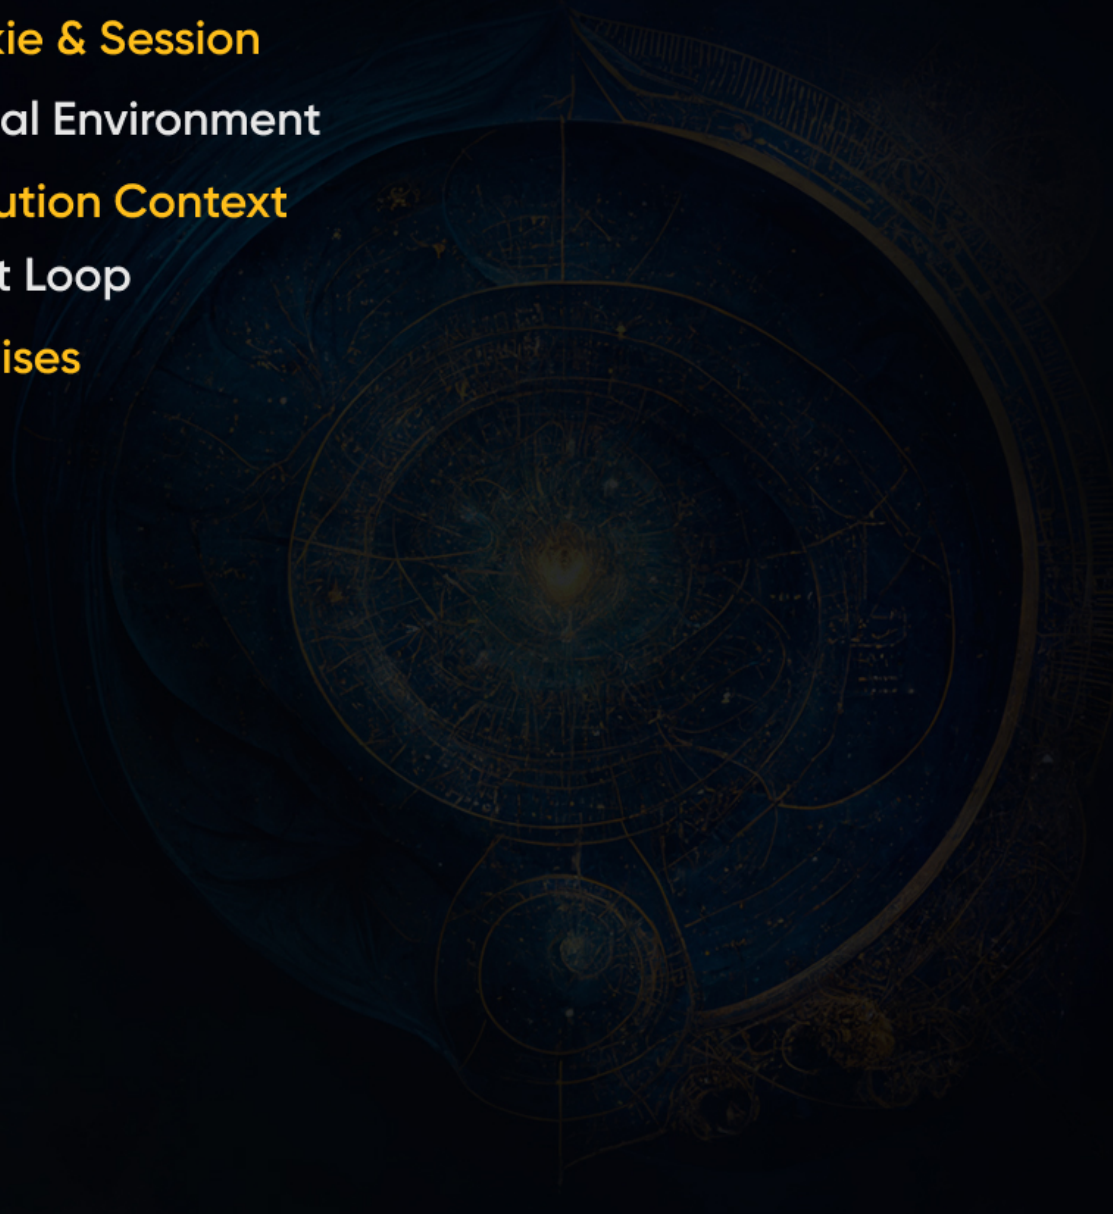 kie & Session
al Environment
ution Context
t Loop
ises